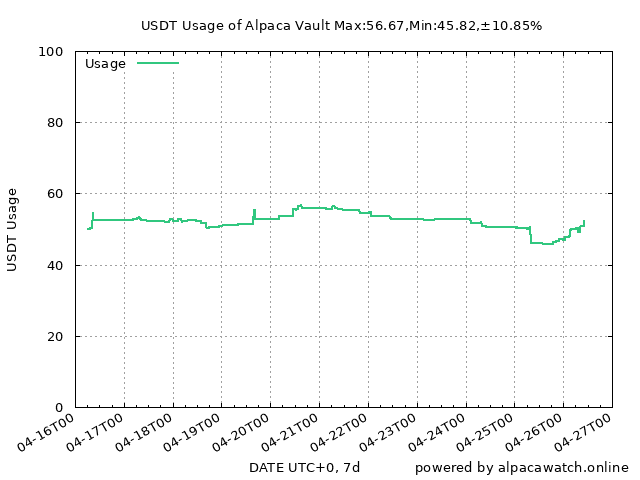 USDT Usage of Alpaca Vault Max:56.67,Min:45.82,±10.85%
Usage
100
80
60
40
20
0
USDT Usage
04-16T00
04-17T00
04-18T00
04-19T00
04-20T00
04-21T00
04-22T00
04-23T00
04-24T00
04-25T00
04-26T00
04-27T00
DATE UTC+0, 7d
powered by alpacawatch.online